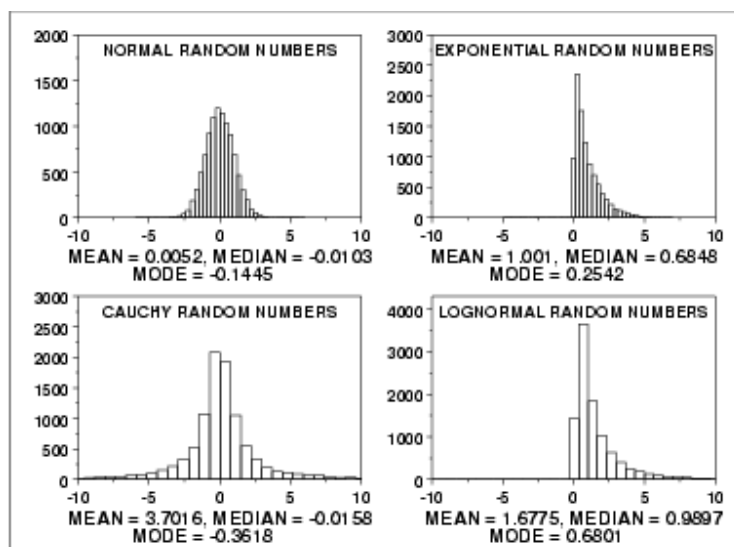 NORMAL RANDOM NUMBERS
2000
1500
1000
500
0
-10 -5 0 5 10
MEAN = 0.0052, MEDIAN = -0.0103
MODE = -0.1445
EXPONENTIAL RANDOM NUMBERS
3000
2500
2000
1500
1000
500
0
-10 -5 0 5 10
MEAN = 1.001, MEDIAN = 0.6848
MODE = 0.2542
CAUCHY RANDOM NUMBERS
3000
2500
2000
1500
1000
500
0
-10 -5 0 5 10
MEAN = 3.7016, MEDIAN = -0.0158
MODE = -0.3618
LOGNORMAL RANDOM NUMBERS
4000
3000
2000
1000
0
-10 -5 0 5 10
MEAN = 1.6775, MEDIAN = 0.9897
MODE = 0.6801